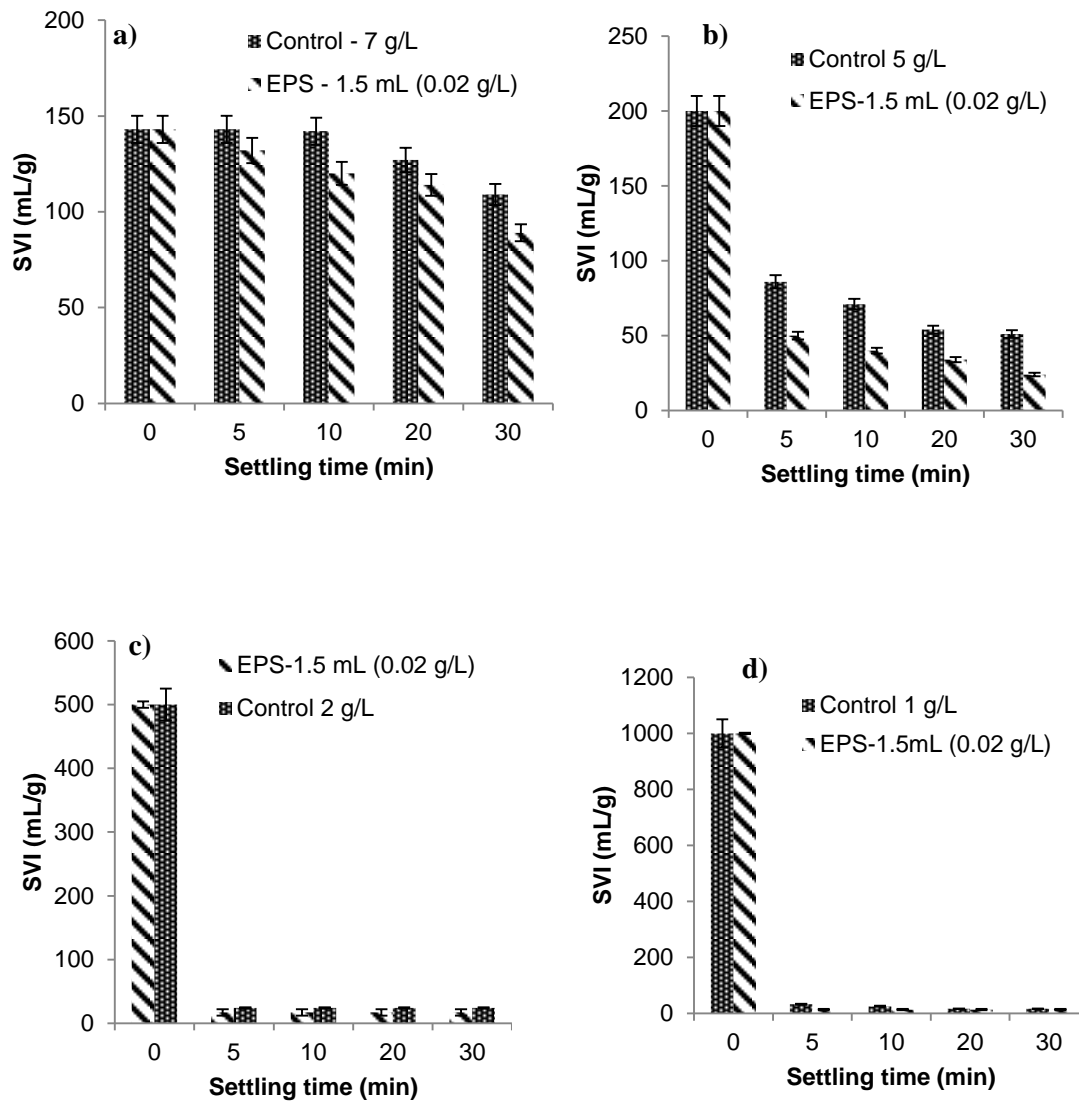 a)
Control - 7 g/L
EPS - 1.5 mL (0.02 g/L)
SVI (mL/g)
200
150
100
50
0
0 5 10 20 30
Settling time (min)
b)
Control 5 g/L
EPS-1.5 mL (0.02 g/L)
SVI (mL/g)
250
200
150
100
50
0
0 5 10 20 30
Settling time (min)
c)
EPS-1.5 mL (0.02 g/L)
Control 2 g/L
SVI (mL/g)
600
500
400
300
200
100
0
0 5 10 20 30
Settling time (min)
d)
Control 1 g/L
EPS-1.5mL (0.02 g/L)
SVI (mL/g)
1200
1000
800
600
400
200
0
0 5 10 20 30
Settling time (min)